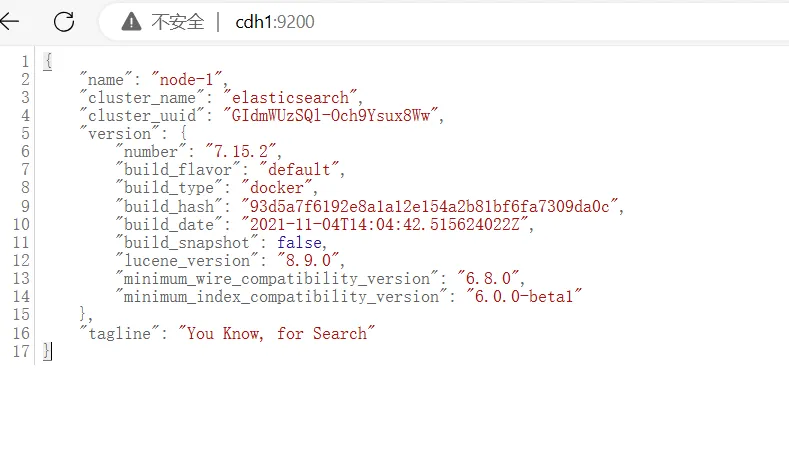 不安全 | cdh1:9200
1 {
2 "name": "node-1",
3 "cluster_name": "elasticsearch",
4 "cluster_uuid": "GIdmWUzSQl-Och9Ysux8Ww",
5 "version": {
6 "number": "7.15.2",
7 "build_flavor": "default",
8 "build_type": "docker",
9 "build_hash": "93d5a7f6192e8a1a12e154a2b81bf6fa7309da0c",
10 "build_date": "2021-11-04T14:04:42.515624022Z",
11 "build_snapshot": false,
12 "lucene_version": "8.9.0",
13 "minimum_wire_compatibility_version": "6.8.0",
14 "minimum_index_compatibility_version": "6.0.0-beta1"
15 },
16 "tagline": "You Know, for Search"
17 }